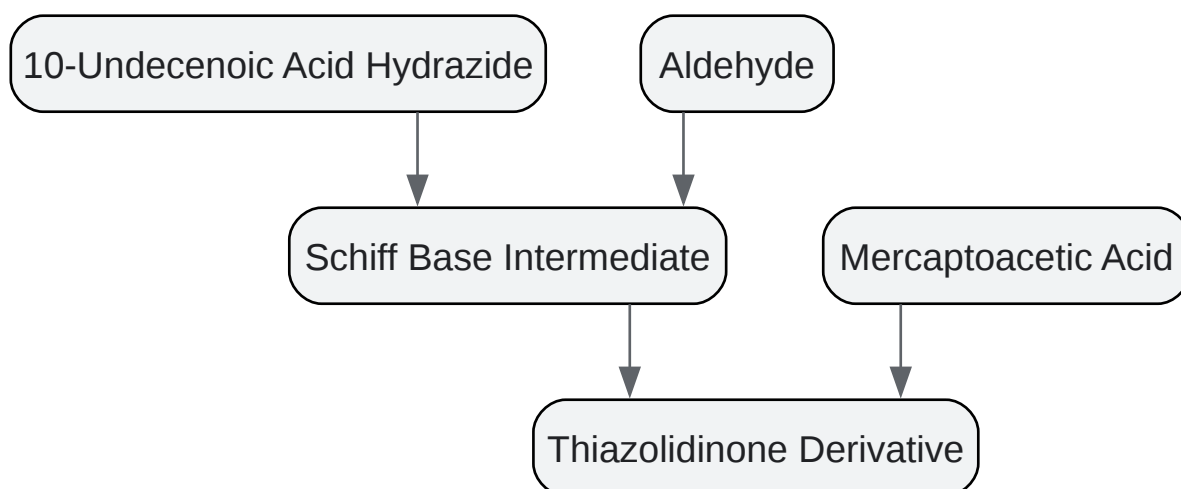 10-Undecenoic Acid Hydrazide
Aldehyde
Schiff Base Intermediate
Mercaptoacetic Acid
Thiazolidinone Derivative